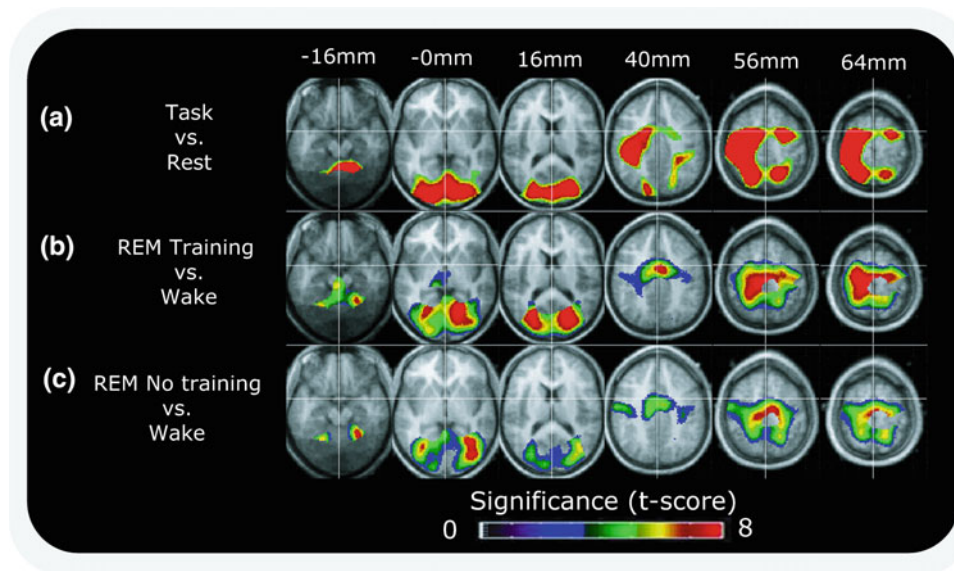 -16mm -0mm 16mm 40mm 56mm 64mm
(a) Task
vs.
Rest
(b) REM Training
vs.
Wake
(c) REM No training
vs.
Wake
Significance (t-score)
0 8